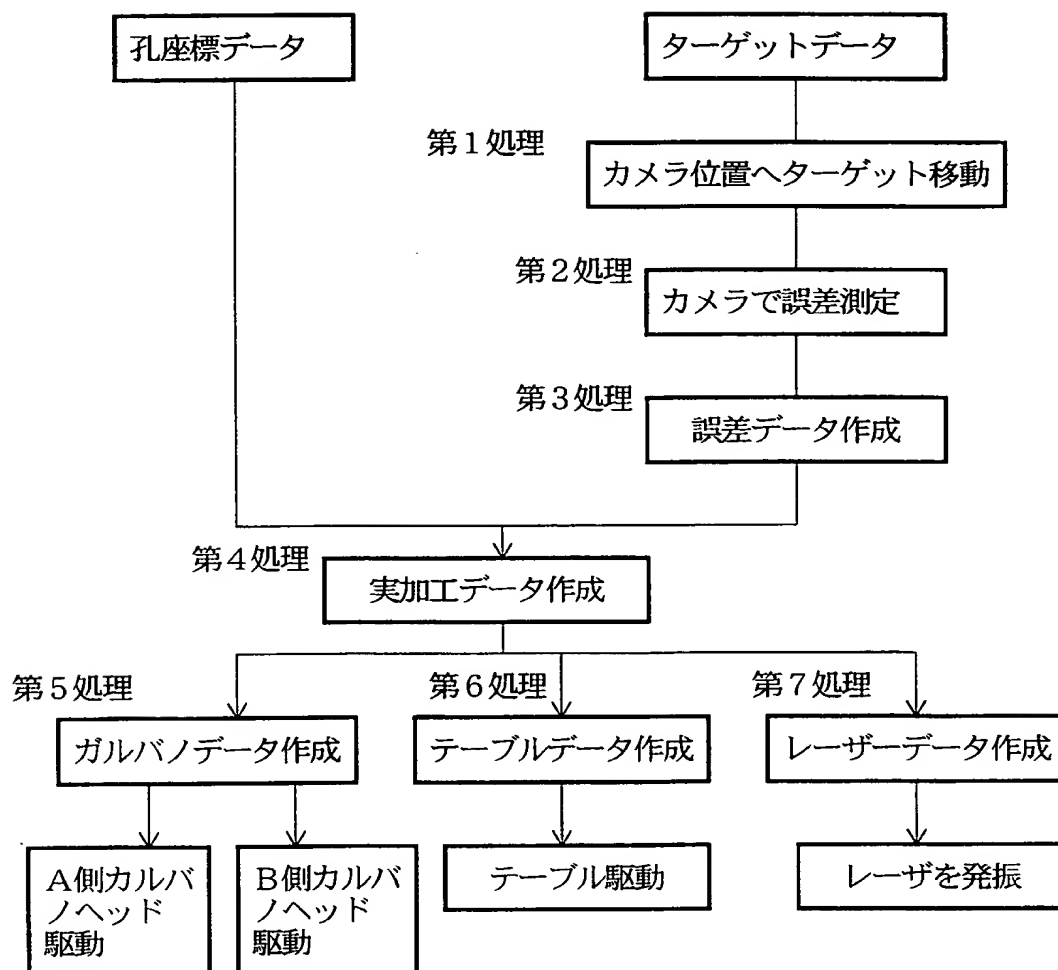 孔座標データ
ターゲットデータ
第1処理
カメラ位置へターゲット移動
第2処理
カメラで誤差測定
第3処理
誤差データ作成
第4処理
実加工データ作成
第5処理
第6処理
第7処理
ガルバノデータ作成
テーブルデータ作成
レーザーデータ作成
A側カルバ
ノヘッド
駆動
B側カルバ
ノヘッド
駆動
テーブル駆動
レーザを発振